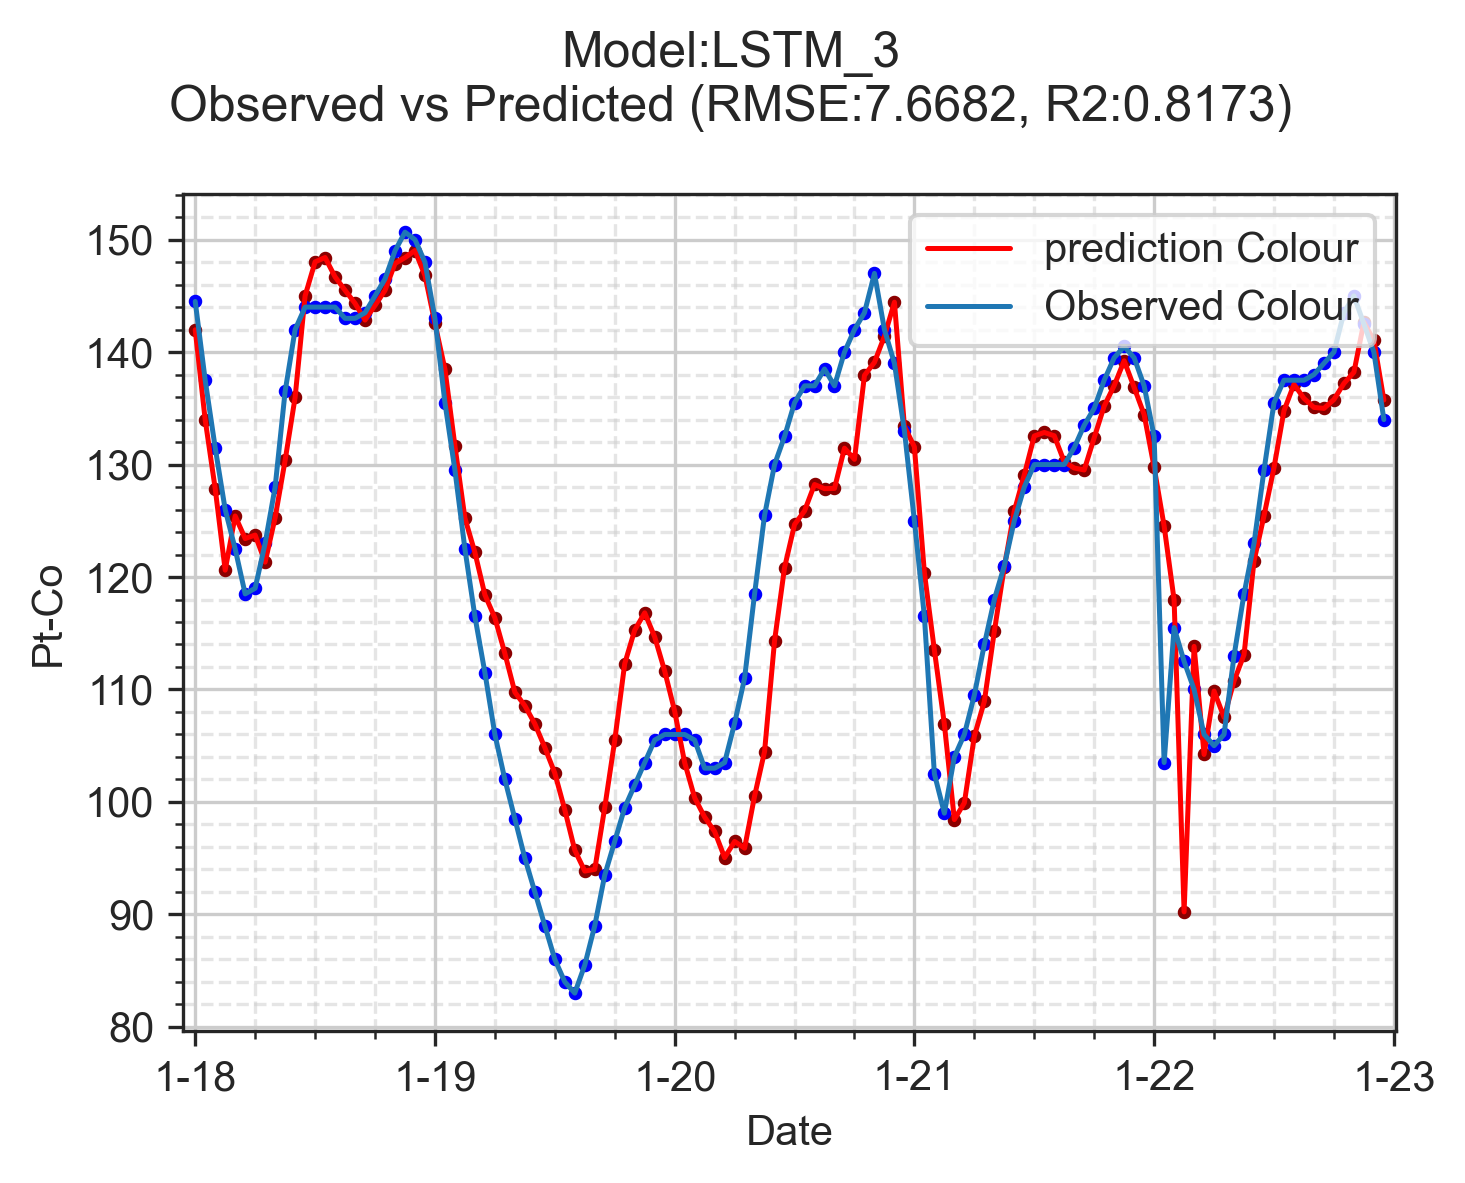 Model:LSTM_3
Observed vs Predicted (RMSE:7.6682, R2:0.8173)
prediction Colour
Observed Colour
150
140
130
120
110
100
90
80
Pt-Co
1-18
1-19
1-20
1-21
1-22
1-23
Date